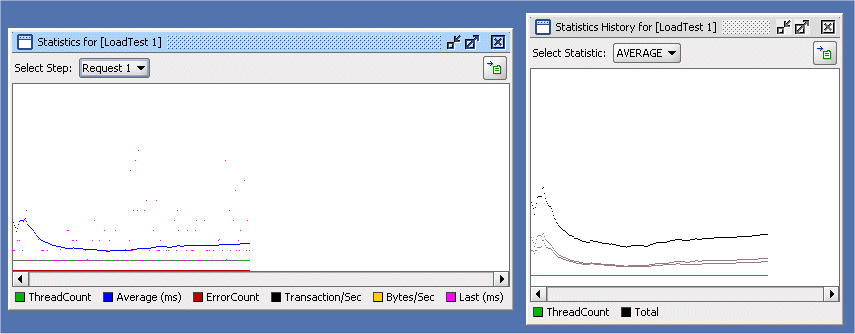 Statistics for [LoadTest 1]
Select Step: Request 1
ThreadCount Average (ms) ErrorCount Transaction/Sec Bytes/Sec Last (ms)
Statistics History for [LoadTest 1]
Select Statistic: AVERAGE
ThreadCount Total